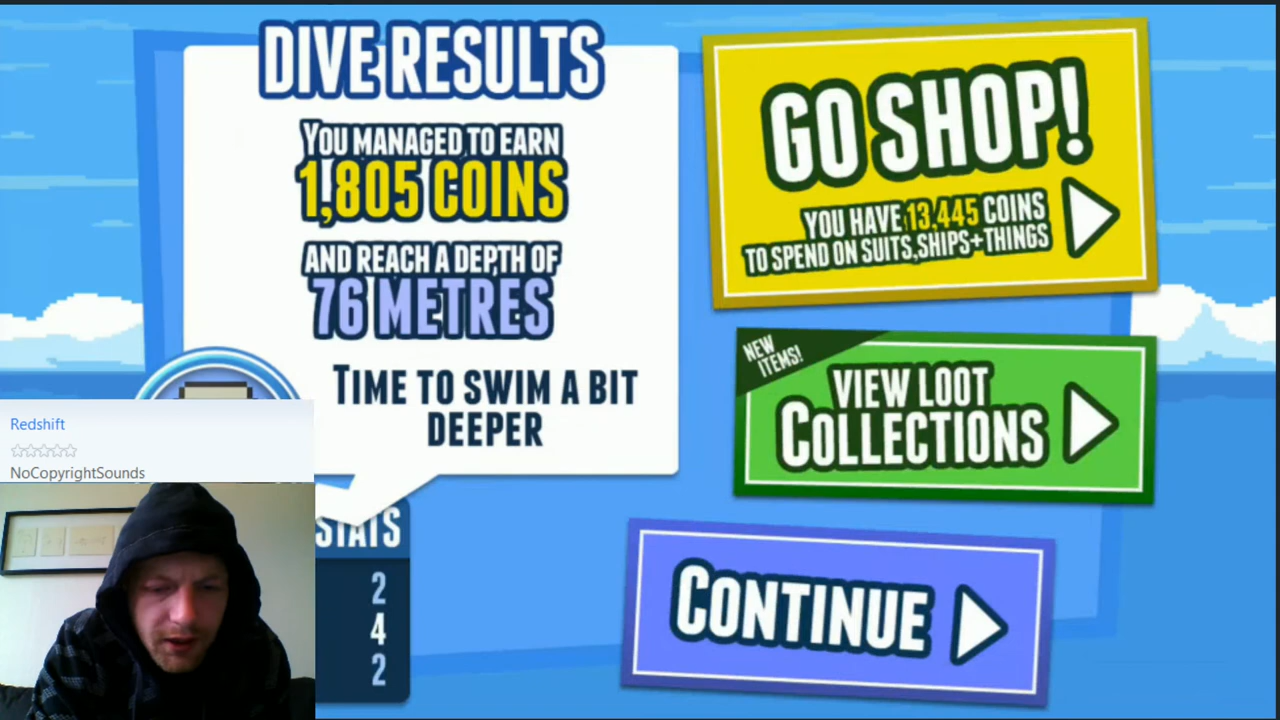 DIVE RESULTS
YOU MANAGED TO EARN
1,805 COINS
AND REACH A DEPTH OF
76 METRES
TIME TO SWIM A BIT
DEEPER
GO SHOP!
YOU HAVE 13,445 COINS
TO SPEND ON SUITS,SHIPS+THINGS
NEW
ITEMS!
VIEW LOOT
COLLECTIONS
CONTINUE
Redshift
NoCopyrightSounds
STATS
2
4
2